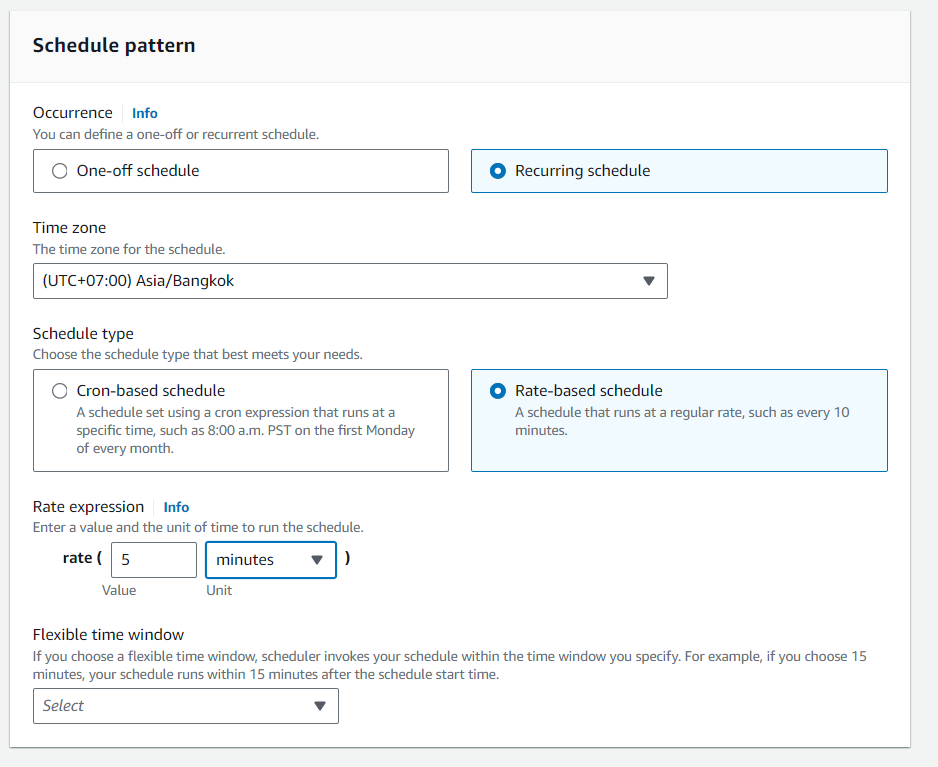 Schedule pattern
Occurrence Info
You can define a one-off or recurrent schedule.
One-off schedule
Recurring schedule
Time zone
The time zone for the schedule.
(UTC+07:00) Asia/Bangkok
Schedule type
Choose the schedule type that best meets your needs.
Cron-based schedule
A schedule set using a cron expression that runs at a
specific time, such as 8:00 a.m. PST on the first Monday
of every month.
Rate-based schedule
A schedule that runs at a regular rate, such as every 10
minutes.
Rate expression Info
Enter a value and the unit of time to run the schedule.
rate ( 5 minutes )
Value Unit
Flexible time window
If you choose a flexible time window, scheduler invokes your schedule within the time window you specify. For example, if you choose 15
minutes, your schedule runs within 15 minutes after the schedule start time.
Select